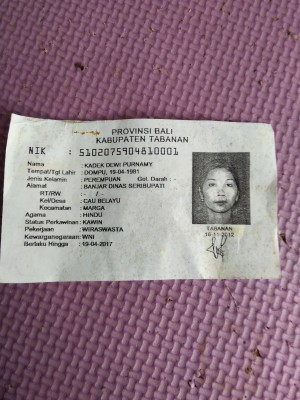 PROVINSI BALI
KABUPATEN TABANAN
NIK : 5102075904810001
Nama : KADEK DEWI PURNAMY
Tempat/Tgl Lahir : DOMPU, 19-04-1981
Jenis Kelamin : PEREMPUAN Gol. Darah : -
Alamat : BANJAR DINAS SERIBUPATI
RT/RW : - / -
Kel/Desa : CAU BELAYU
Kecamatan : MARGA
Agama : HINDU
Status Perkawinan : KAWIN
Pekerjaan : WIRASWASTA
Kewarganegaraan : WNI
Berlaku Hingga : 19-04-2017
TABANAN
15-11-2012